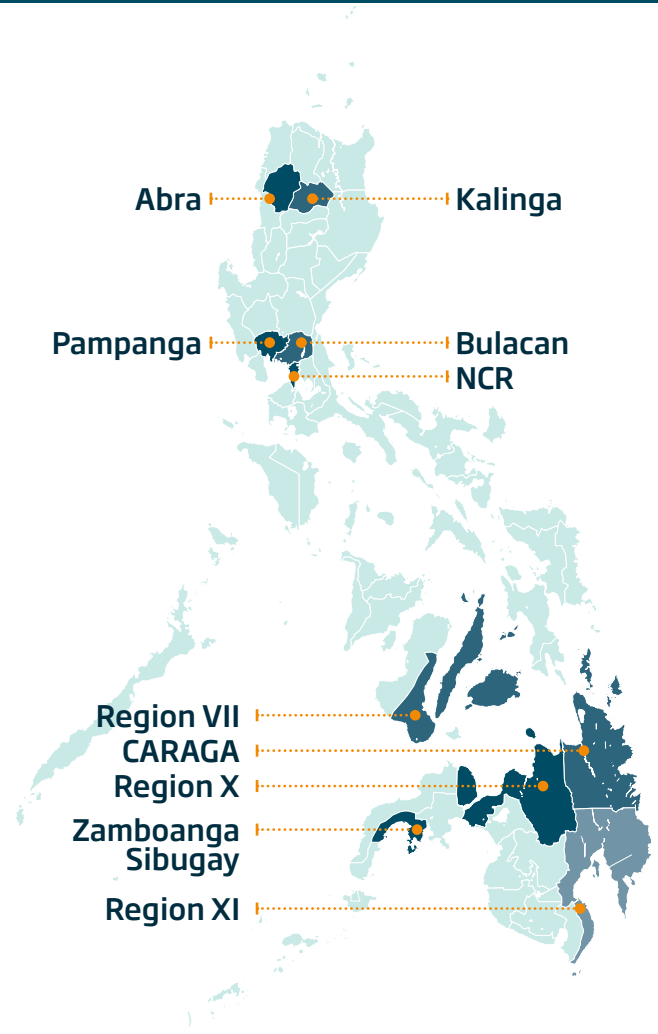 Abra
Kalinga
Pampanga
Bulacan
NCR
Region VII
CARAGA
Region X
Zamboanga
Sibugay
Region XI